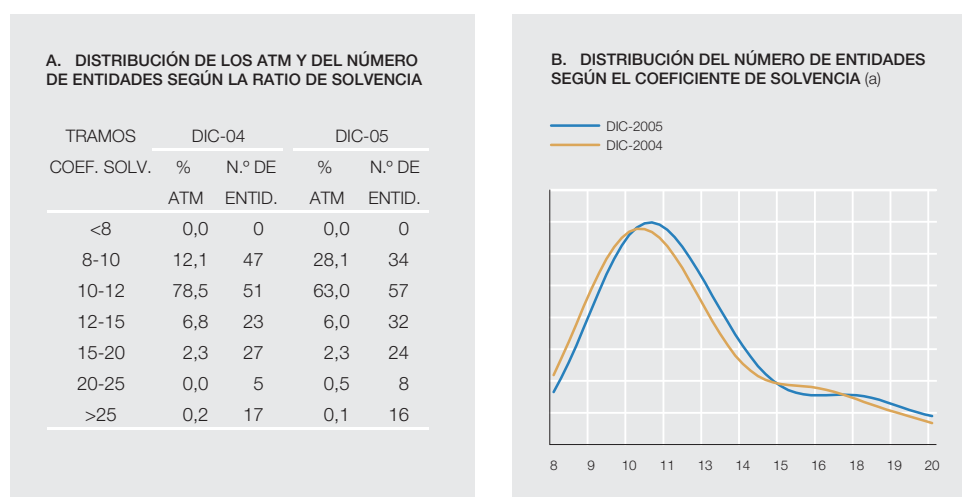 A. DISTRIBUCIÓN DE LOS ATM Y DEL NÚMERO
DE ENTIDADES SEGÚN LA RATIO DE SOLVENCIA
TRAMOS DIC-04 DIC-05
COEF. SOLV. % N.º DE % N.º DE
ATM ENTID. ATM ENTID.
<8 0,0 0 0,0 0
8-10 12,1 47 28,1 34
10-12 78,5 51 63,0 57
12-15 6,8 23 6,0 32
15-20 2,3 27 2,3 24
20-25 0,0 5 0,5 8
>25 0,2 17 0,1 16
B. DISTRIBUCIÓN DEL NÚMERO DE ENTIDADES
SEGÚN EL COEFICIENTE DE SOLVENCIA (a)
DIC-2005
DIC-2004
8 9 10 11 13 14 15 16 18 19 20